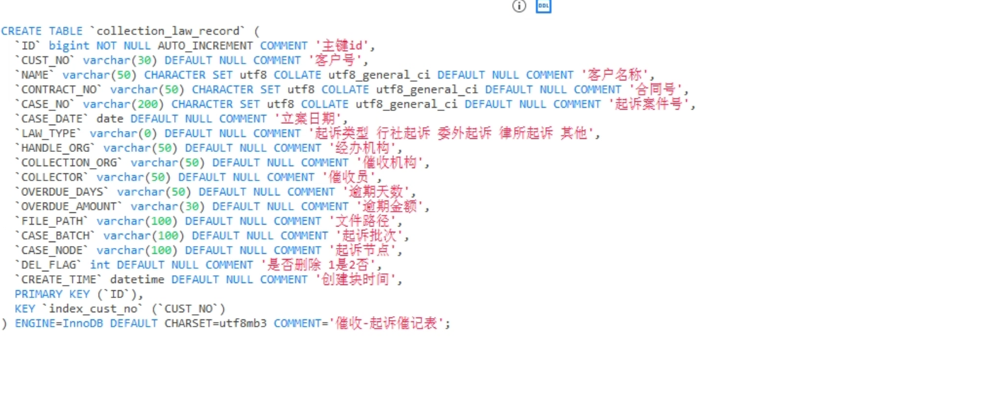 DDL
CREATE TABLE `collection_law_record` (
  `ID` bigint NOT NULL AUTO_INCREMENT COMMENT '主键id',
  `CUST_NO` varchar(30) DEFAULT NULL COMMENT '客户号',
  `NAME` varchar(50) CHARACTER SET utf8 COLLATE utf8_general_ci DEFAULT NULL COMMENT '客户名称',
  `CONTRACT_NO` varchar(50) CHARACTER SET utf8 COLLATE utf8_general_ci DEFAULT NULL COMMENT '合同号',
  `CASE_NO` varchar(200) CHARACTER SET utf8 COLLATE utf8_general_ci DEFAULT NULL COMMENT '起诉案件号',
  `CASE_DATE` date DEFAULT NULL COMMENT '立案日期',
  `LAW_TYPE` varchar(0) DEFAULT NULL COMMENT '起诉类型 行社起诉 委外起诉 律所起诉 其他',
  `HANDLE_ORG` varchar(50) DEFAULT NULL COMMENT '经办机构',
  `COLLECTION_ORG` varchar(50) DEFAULT NULL COMMENT '催收机构',
  `COLLECTOR` varchar(50) DEFAULT NULL COMMENT '催收员',
  `OVERDUE_DAYS` varchar(50) DEFAULT NULL COMMENT '逾期天数',
  `OVERDUE_AMOUNT` varchar(30) DEFAULT NULL COMMENT '逾期金额',
  `FILE_PATH` varchar(100) DEFAULT NULL COMMENT '文件路径',
  `CASE_BATCH` varchar(100) DEFAULT NULL COMMENT '起诉批次',
  `CASE_NODE` varchar(100) DEFAULT NULL COMMENT '起诉节点',
  `DEL_FLAG` int DEFAULT NULL COMMENT '是否删除 1是2否',
  `CREATE_TIME` datetime DEFAULT NULL COMMENT '创建块时间',
  PRIMARY KEY (`ID`),
  KEY `index_cust_no` (`CUST_NO`)
) ENGINE=InnoDB DEFAULT CHARSET=utf8mb3 COMMENT='催收-起诉催记表';